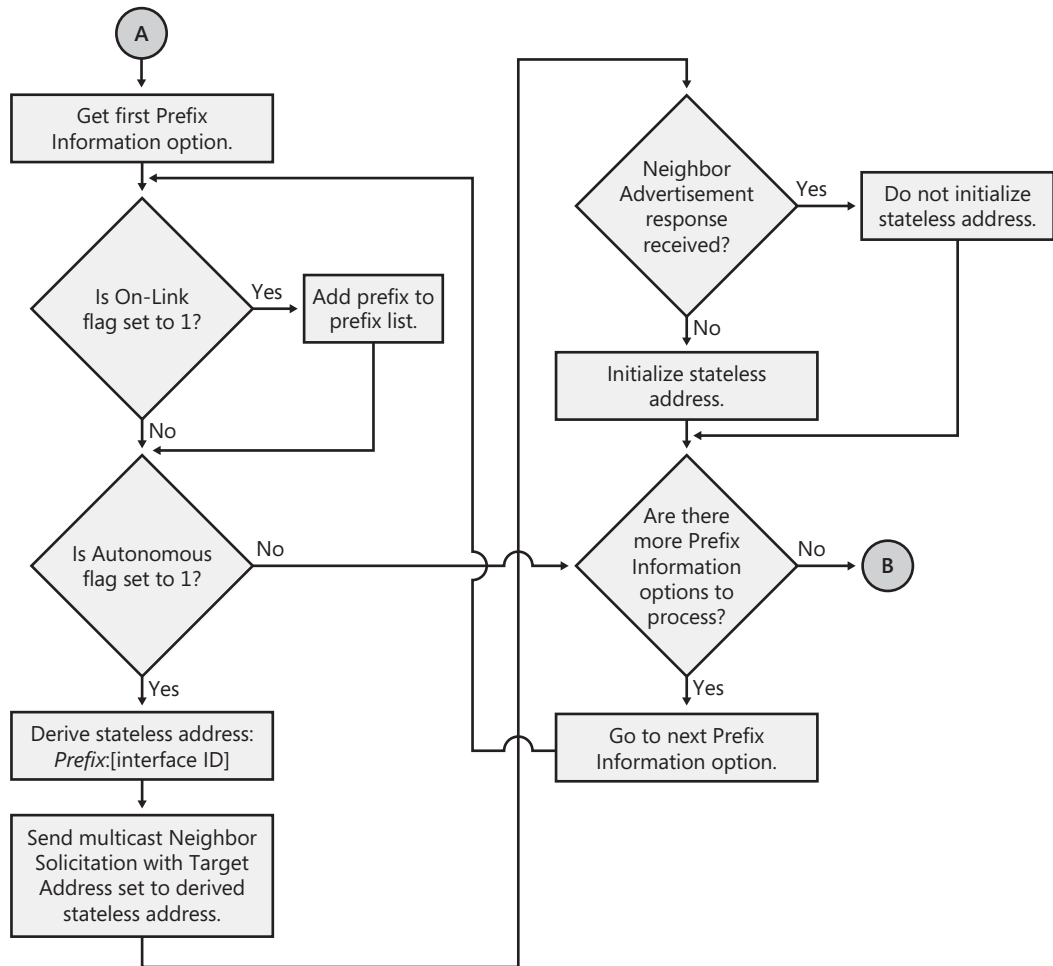 A
Get first Prefix
Information option.
Is On-Link
flag set to 1?
Yes
Add prefix to
prefix list.
No
Is Autonomous
flag set to 1?
No
Yes
Derive stateless address:
Prefix:[interface ID]
Send multicast Neighbor
Solicitation with Target
Address set to derived
stateless address.
Neighbor
Advertisement
response
received?
Yes
Do not initialize
stateless address.
No
Initialize stateless
address.
Are there
more Prefix
Information
options to
process?
No
B
Yes
Go to next Prefix
Information option.